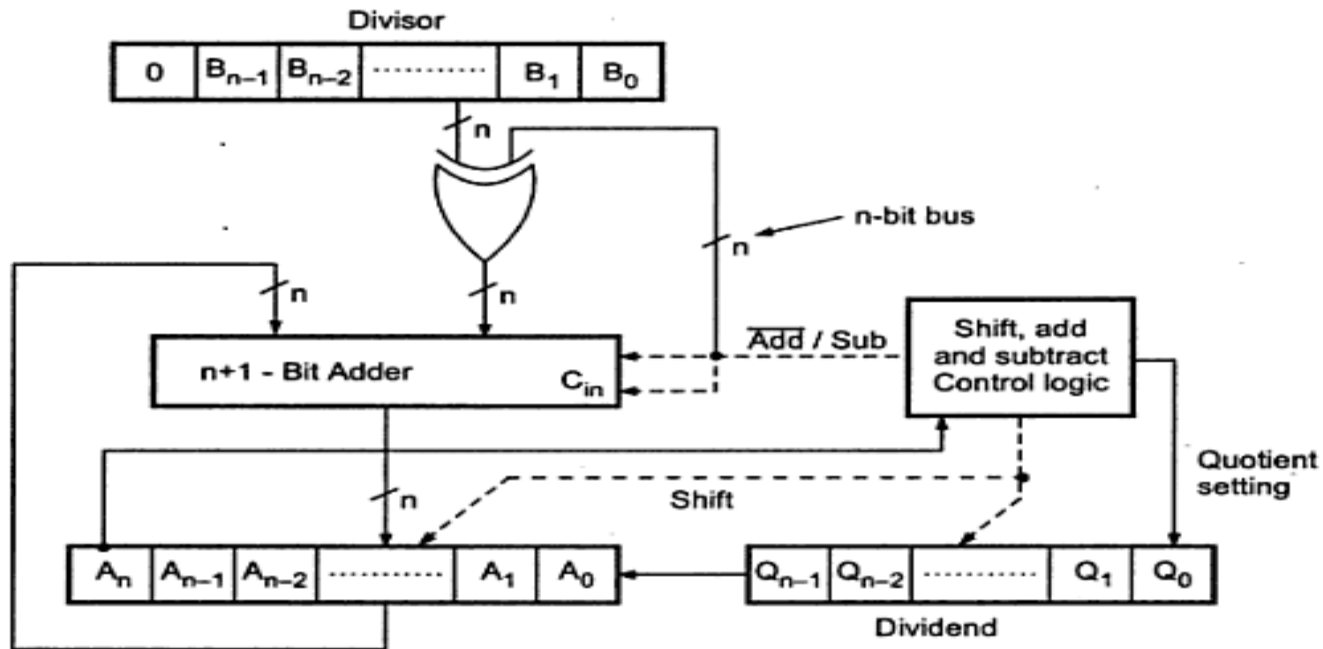 Divisor
0 Bn–1 Bn–2 ............ B1 B0
n
n-bit bus
n
n
n
Add / Sub
Shift, add
and subtract
Control logic
n+1 - Bit Adder
Cin
Quotient
setting
n
Shift
An An–1 An–2 ............ A1 A0
Qn–1 Qn–2 ............ Q1 Q0
Dividend